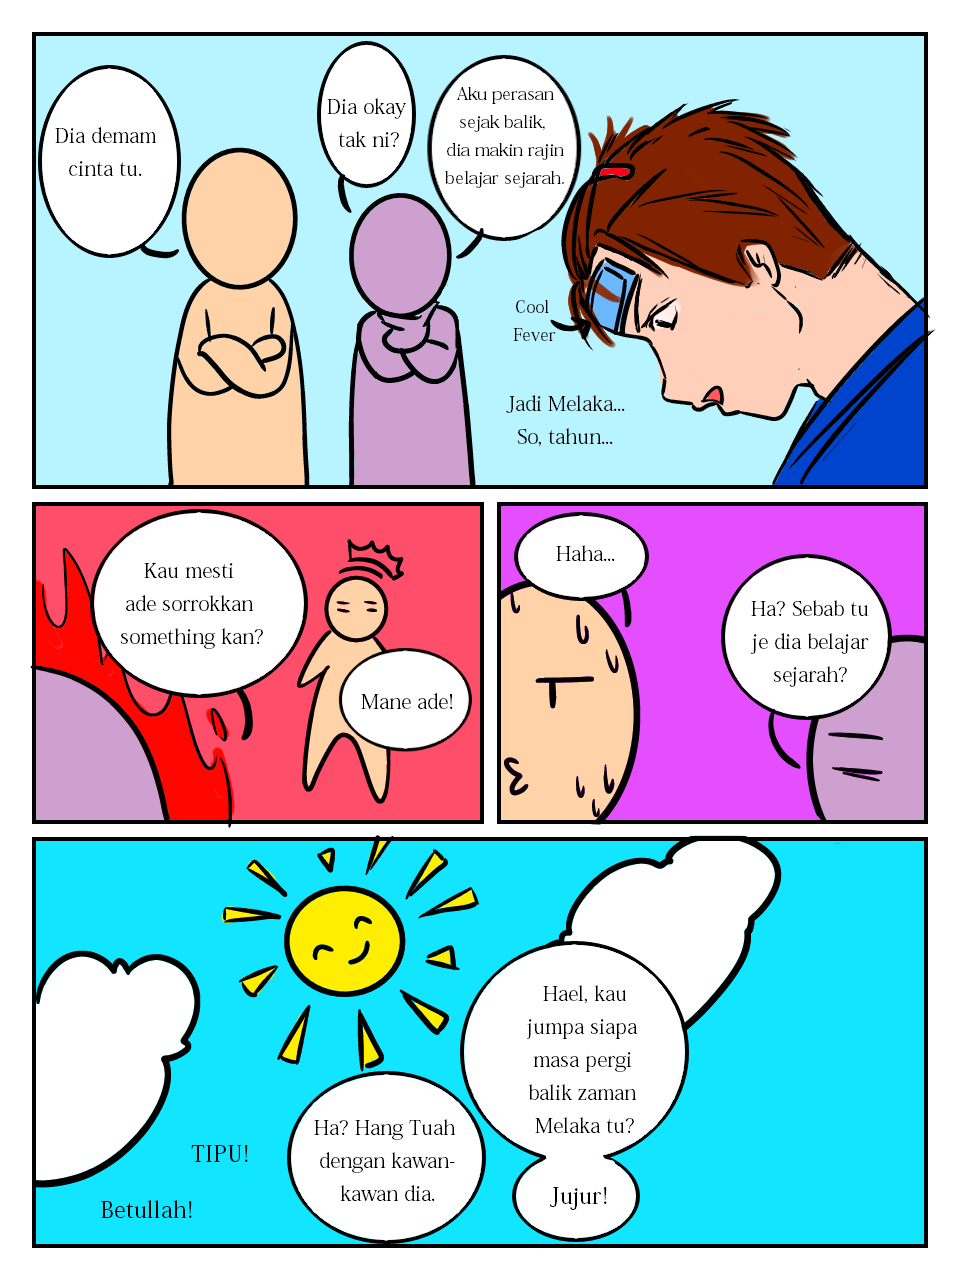 Dia demam
cinta tu.
Dia okay
tak ni?
Aku perasan
sejak balik,
dia makin rajin
belajar sejarah.
Cool
Fever
Jadi Melaka...
So, tahun...
Kau mesti
ade sorrokkan
something kan?
Mane ade!
Haha...
Ha? Sebab tu
je dia belajar
sejarah?
Hael, kau
jumpa siapa
masa pergi
balik zaman
Melaka tu?
Jujur!
Ha? Hang Tuah
dengan kawan-
kawan dia.
TIPU!
Betullah!